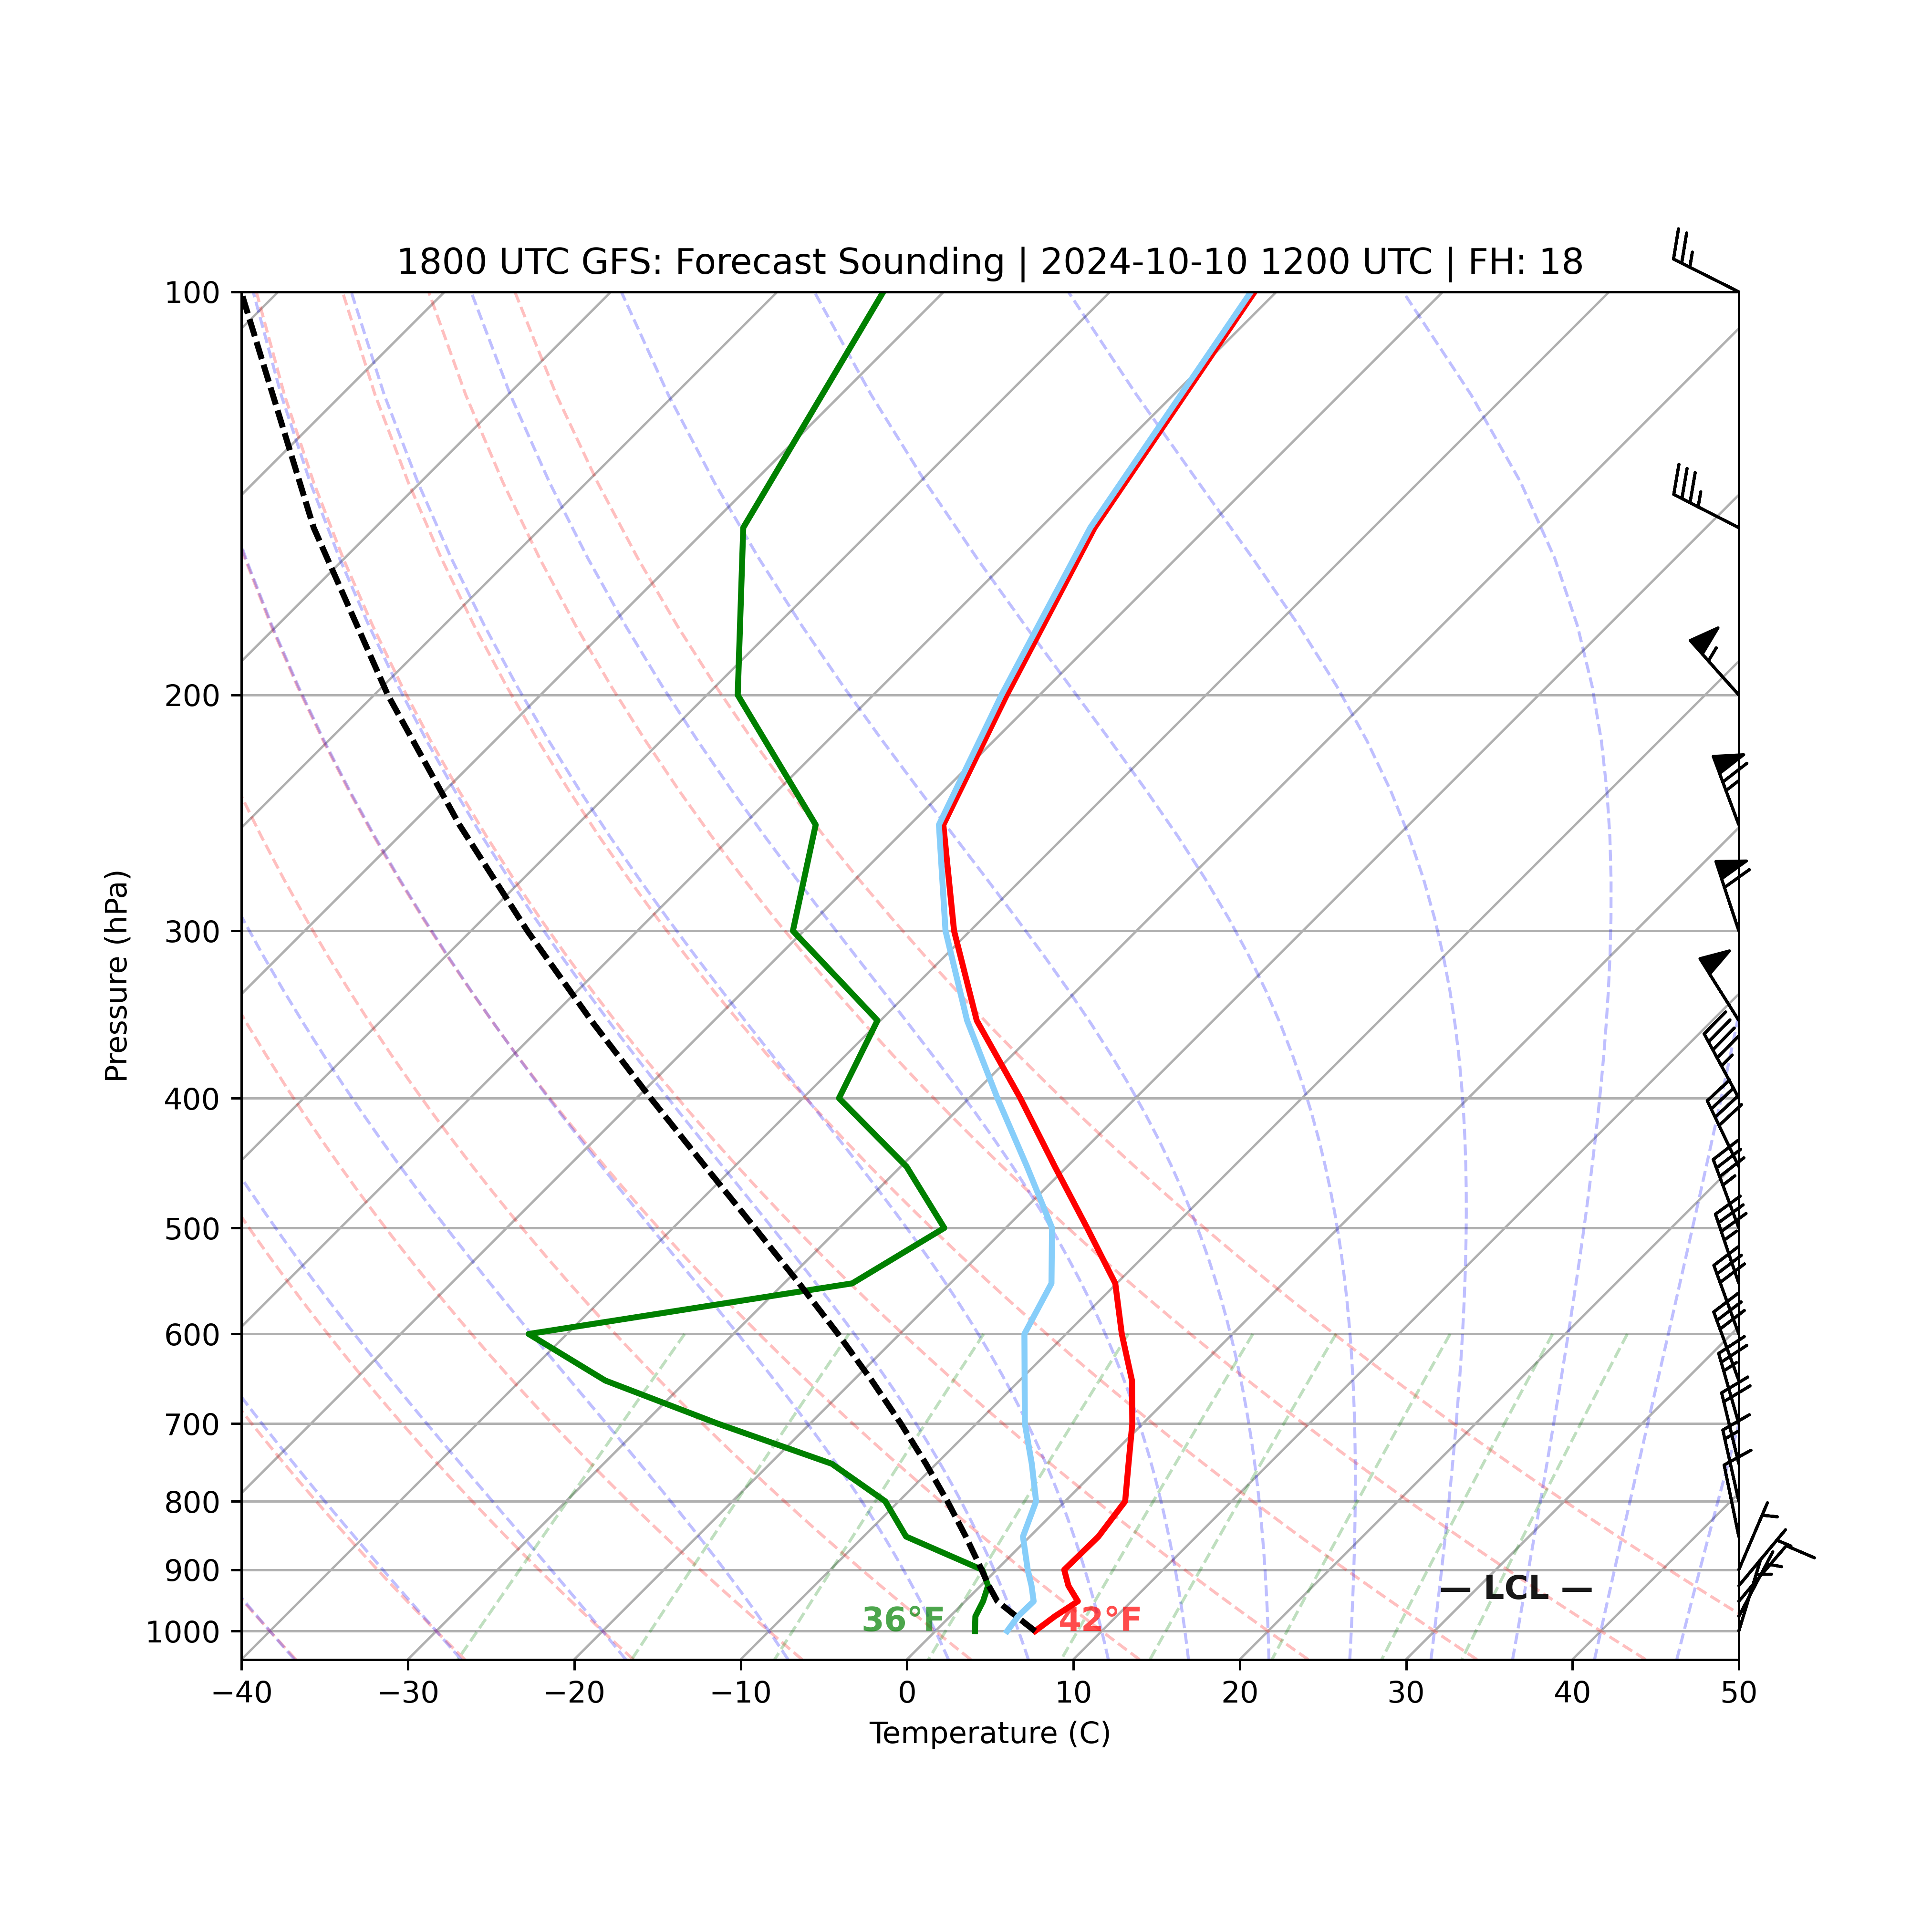 1800 UTC GFS: Forecast Sounding | 2024-10-10 1200 UTC | FH: 18
100
200
300
400
500
600
700
800
900
1000
Pressure (hPa)
— LCL —
36°F
42°F
−40 −30 −20 −10 0 10 20 30 40 50
Temperature (C)